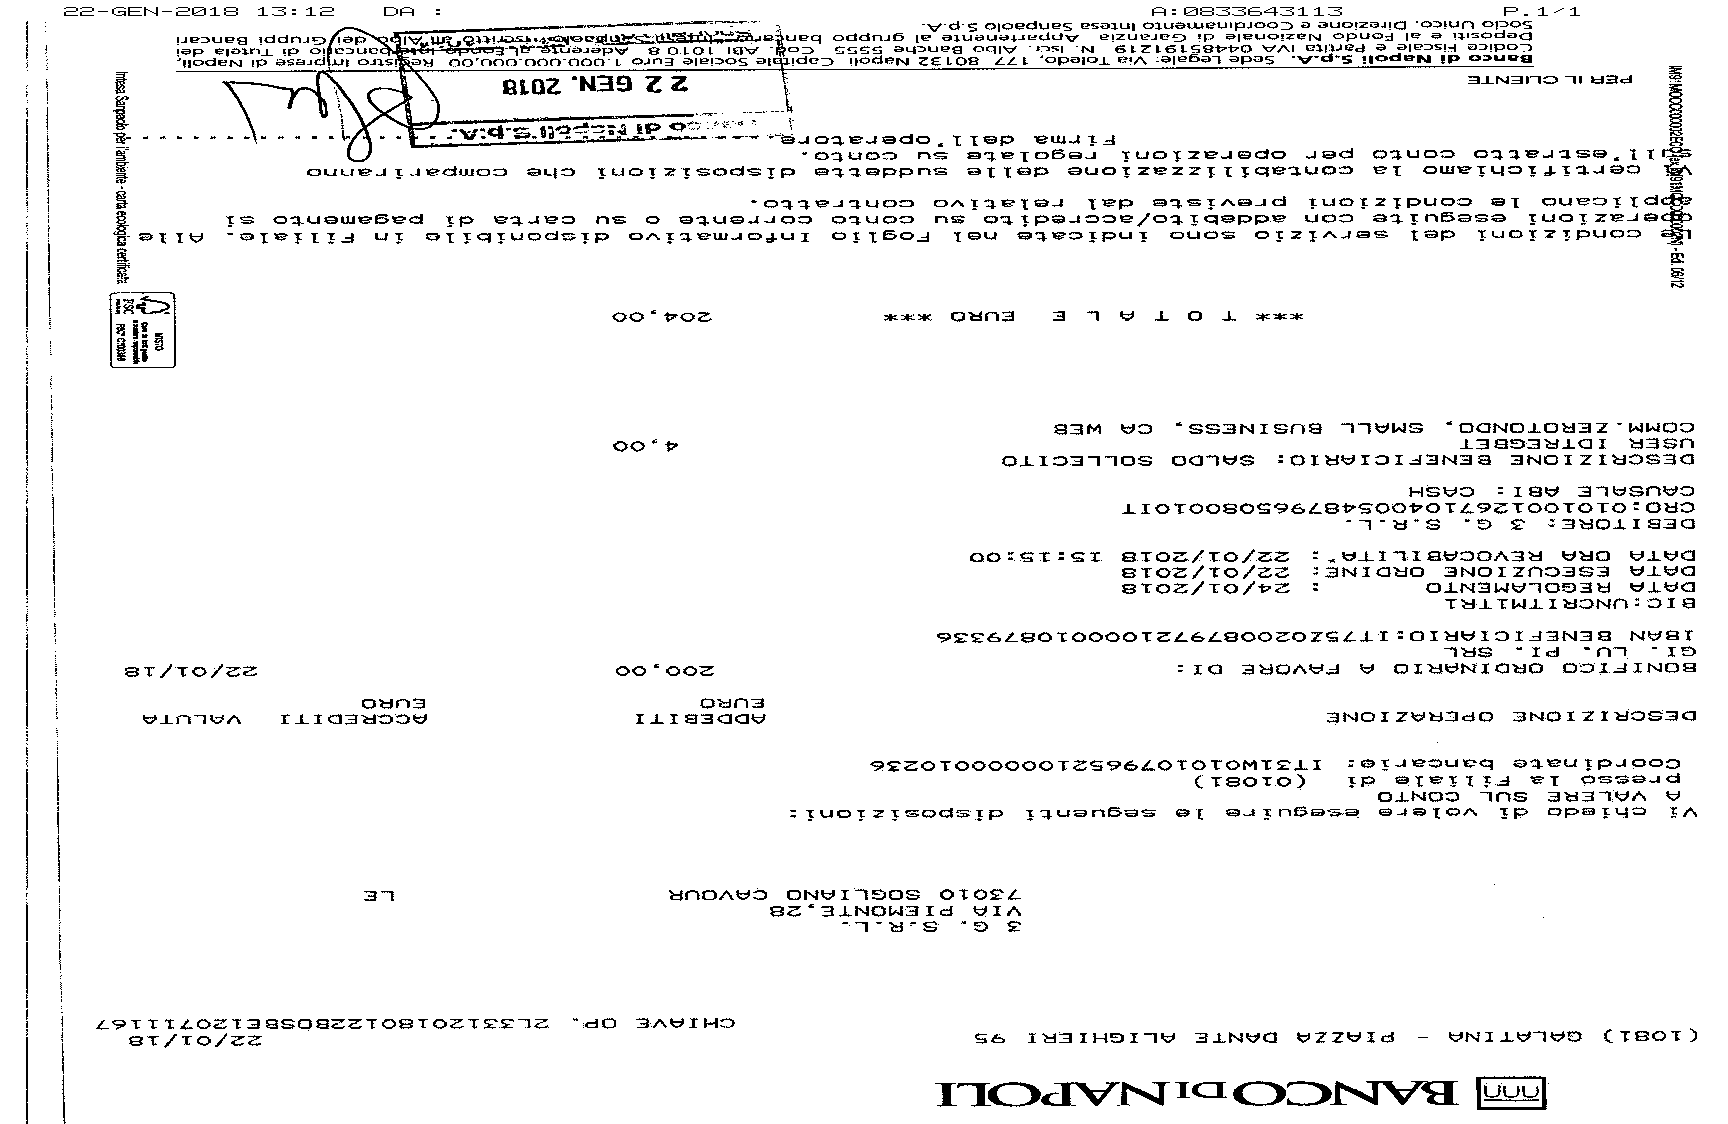 22-GEN-2018 13:12 DA : A:0833643113 P.1/1
BANCO DI NAPOLI
(1081) GALATINA - PIAZZA DANTE ALIGHIERI 95 22/01/18
CHIAVE OP. 2L33120180122BOSBE120711167
3 G. S.R.L.
VIA PIEMONTE,28
73010 SOGLIANO CAVOUR LE
Vi chiedo di volere eseguire le seguenti disposizioni:
A VALERE SUL CONTO
presso la Filiale di (01081)
coordinate bancarie: IT31W0101079652100000010236
DESCRIZIONE OPERAZIONE ADDEBITI ACCREDITI VALUTA
EURO EURO
BONIFICO ORDINARIO A FAVORE DI: 200,00 22/01/18
GI. LU. PI. SRL
IBAN BENEFICIARIO:IT75Z0200879721000010879336
BIC:UNCRITMITR1
DATA REGOLAMENTO : 24/01/2018
DATA ESECUZIONE ORDINE: 22/01/2018
DATA ORA REVOCABILITA': 22/01/2018 15:15:00
DEBITORE: 3 G. S.R.L.
CRO:0101001267104005487965080010IT
CAUSALE ABI: CASH
DESCRIZIONE BENEFICIARIO: SALDO SOLLECITO
USER IDTREGBET 4,00
COMM.ZEROTONDO, SMALL BUSINESS, CA WEB
*** T O T A L E EURO *** 204,00
MISTO
FSC
Le condizioni del servizio sono indicate nel Foglio Informativo disponibile in Filiale. Alle
operazioni eseguite con addebito/accredito su conto corrente o su carta di pagamento si
applicano le condizioni previste dal relativo contratto.
Vi certifichiamo la contabilizzazione delle suddette disposizioni che compariranno
sull'estratto conto per operazioni regolate su conto.
Firma dell'operatore
co di Napoli S.p.A.
22 GEN. 2018
PER IL CLIENTE
Intesa Sanpaolo per l'ambiente - carta ecologica certificata
Banco di Napoli S.p.A. Sede Legale: Via Toledo, 177 80132 Napoli Capitale Sociale Euro 1.000.000.000,00 Registro Imprese di Napoli,
Codice Fiscale e Partita IVA 04485191219 N. Iscr. Albo Banche 5555 Cod. ABI 1010.8 Aderente al Fondo Interbancario di Tutela dei
Depositi e al Fondo Nazionale di Garanzia Appartenente al gruppo bancario Intesa Sanpaolo iscritto all'Albo dei Gruppi Bancari
Socio Unico, Direzione e Coordinamento Intesa Sanpaolo S.p.A.